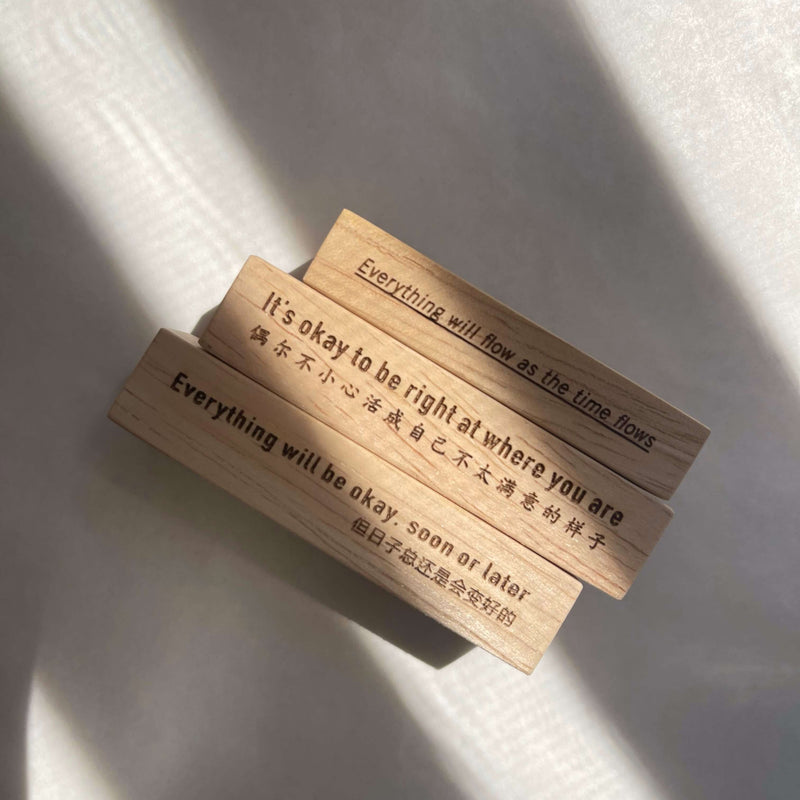 Everything will flow as the time flows
It's okay to be right at where you are
偶尔不小心活成自己不太满意的样子
Everything will be okay. soon or later
但日子总还是会变好的